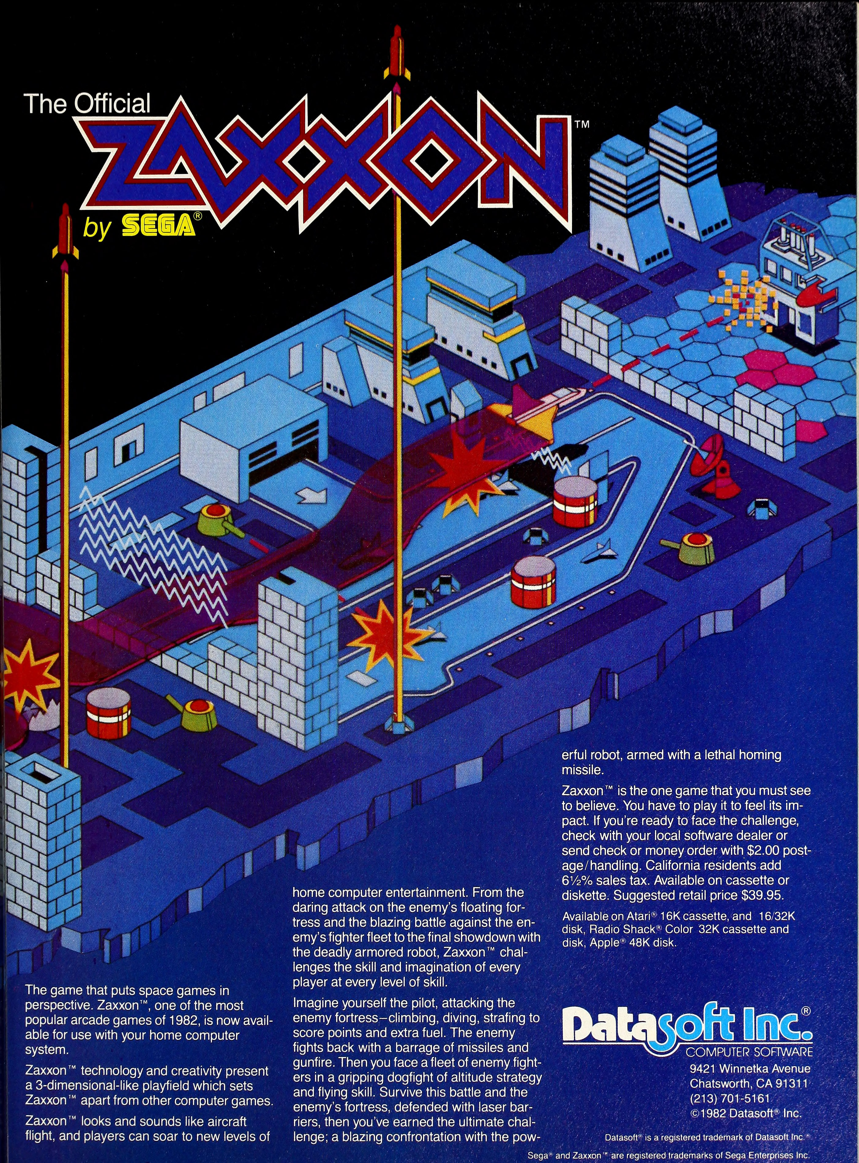 The Official
ZAXXON™
by SEGA®
The game that puts space games in
perspective. Zaxxon™, one of the most
popular arcade games of 1982, is now avail-
able for use with your home computer
system.
Zaxxon™ technology and creativity present
a 3-dimensional-like playfield which sets
Zaxxon™ apart from other computer games.
Zaxxon™ looks and sounds like aircraft
flight, and players can soar to new levels of
home computer entertainment. From the
daring attack on the enemy's floating for-
tress and the blazing battle against the en-
emy's fighter fleet to the final showdown with
the deadly armored robot, Zaxxon™ chal-
lenges the skill and imagination of every
player at every level of skill.
Imagine yourself the pilot, attacking the
enemy fortress—climbing, diving, strafing to
score points and extra fuel. The enemy
fights back with a barrage of missiles and
gunfire. Then you face a fleet of enemy fight-
ers in a gripping dogfight of altitude strategy
and flying skill. Survive this battle and the
enemy's fortress, defended with laser bar-
riers, then you've earned the ultimate chal-
lenge; a blazing confrontation with the pow-
erful robot, armed with a lethal homing
missile.
Zaxxon™ is the one game that you must see
to believe. You have to play it to feel its im-
pact. If you're ready to face the challenge,
check with your local software dealer or
send check or money order with $2.00 post-
age/handling. California residents add
6½% sales tax. Available on cassette or
diskette. Suggested retail price $39.95.
Available on Atari® 16K cassette, and 16/32K
disk, Radio Shack® Color 32K cassette and
disk, Apple® 48K disk.
Datasoft Inc.®
COMPUTER SOFTWARE
9421 Winnetka Avenue
Chatsworth, CA 91311
(213) 701-5161
©1982 Datasoft® Inc.
Datasoft® is a registered trademark of Datasoft Inc.®
Sega® and Zaxxon™ are registered trademarks of Sega Enterprises Inc.